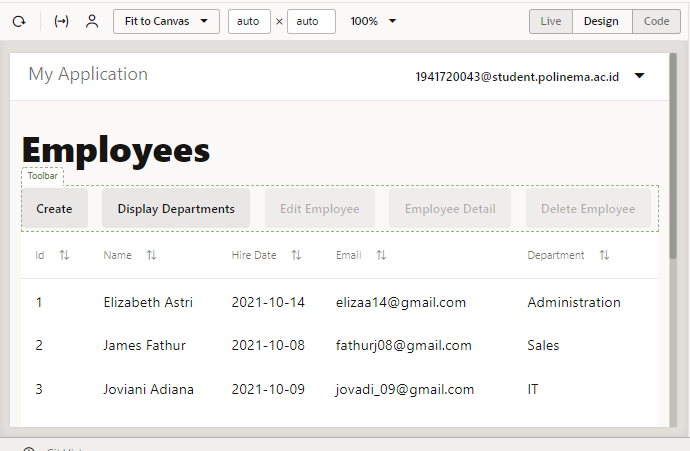 Fit to Canvas auto × auto 100% Live Design Code
My Application 1941720043@student.polinema.ac.id
Employees
Toolbar
Create Display Departments Edit Employee Employee Detail Delete Employee
Id Name Hire Date Email Department
1 Elizabeth Astri 2021-10-14 elizaa14@gmail.com Administration
2 James Fathur 2021-10-08 fathurj08@gmail.com Sales
3 Joviani Adiana 2021-10-09 jovadi_09@gmail.com IT